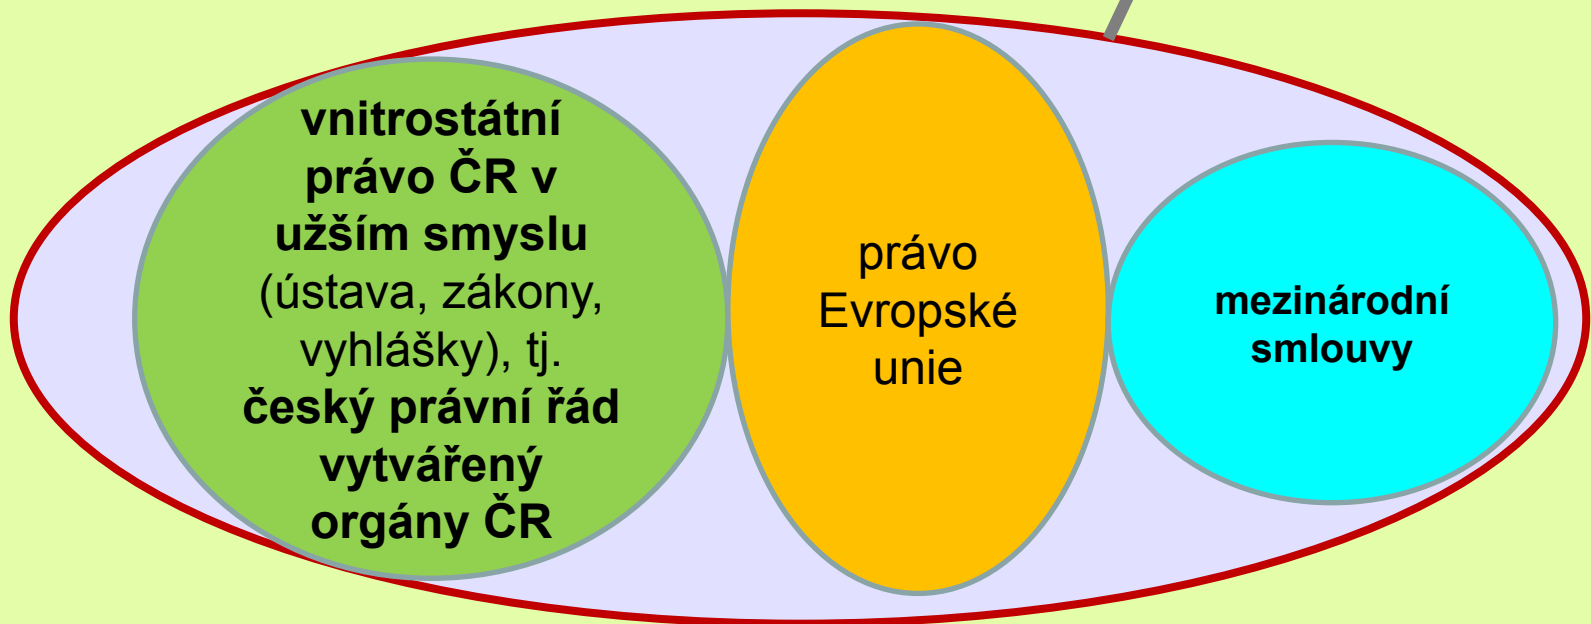 vnitrostátní
právo ČR v
užším smyslu
(ústava, zákony,
vyhlášky), tj.
český právní řád
vytvářený
orgány ČR
právo
Evropské
unie
mezinárodní
smlouvy